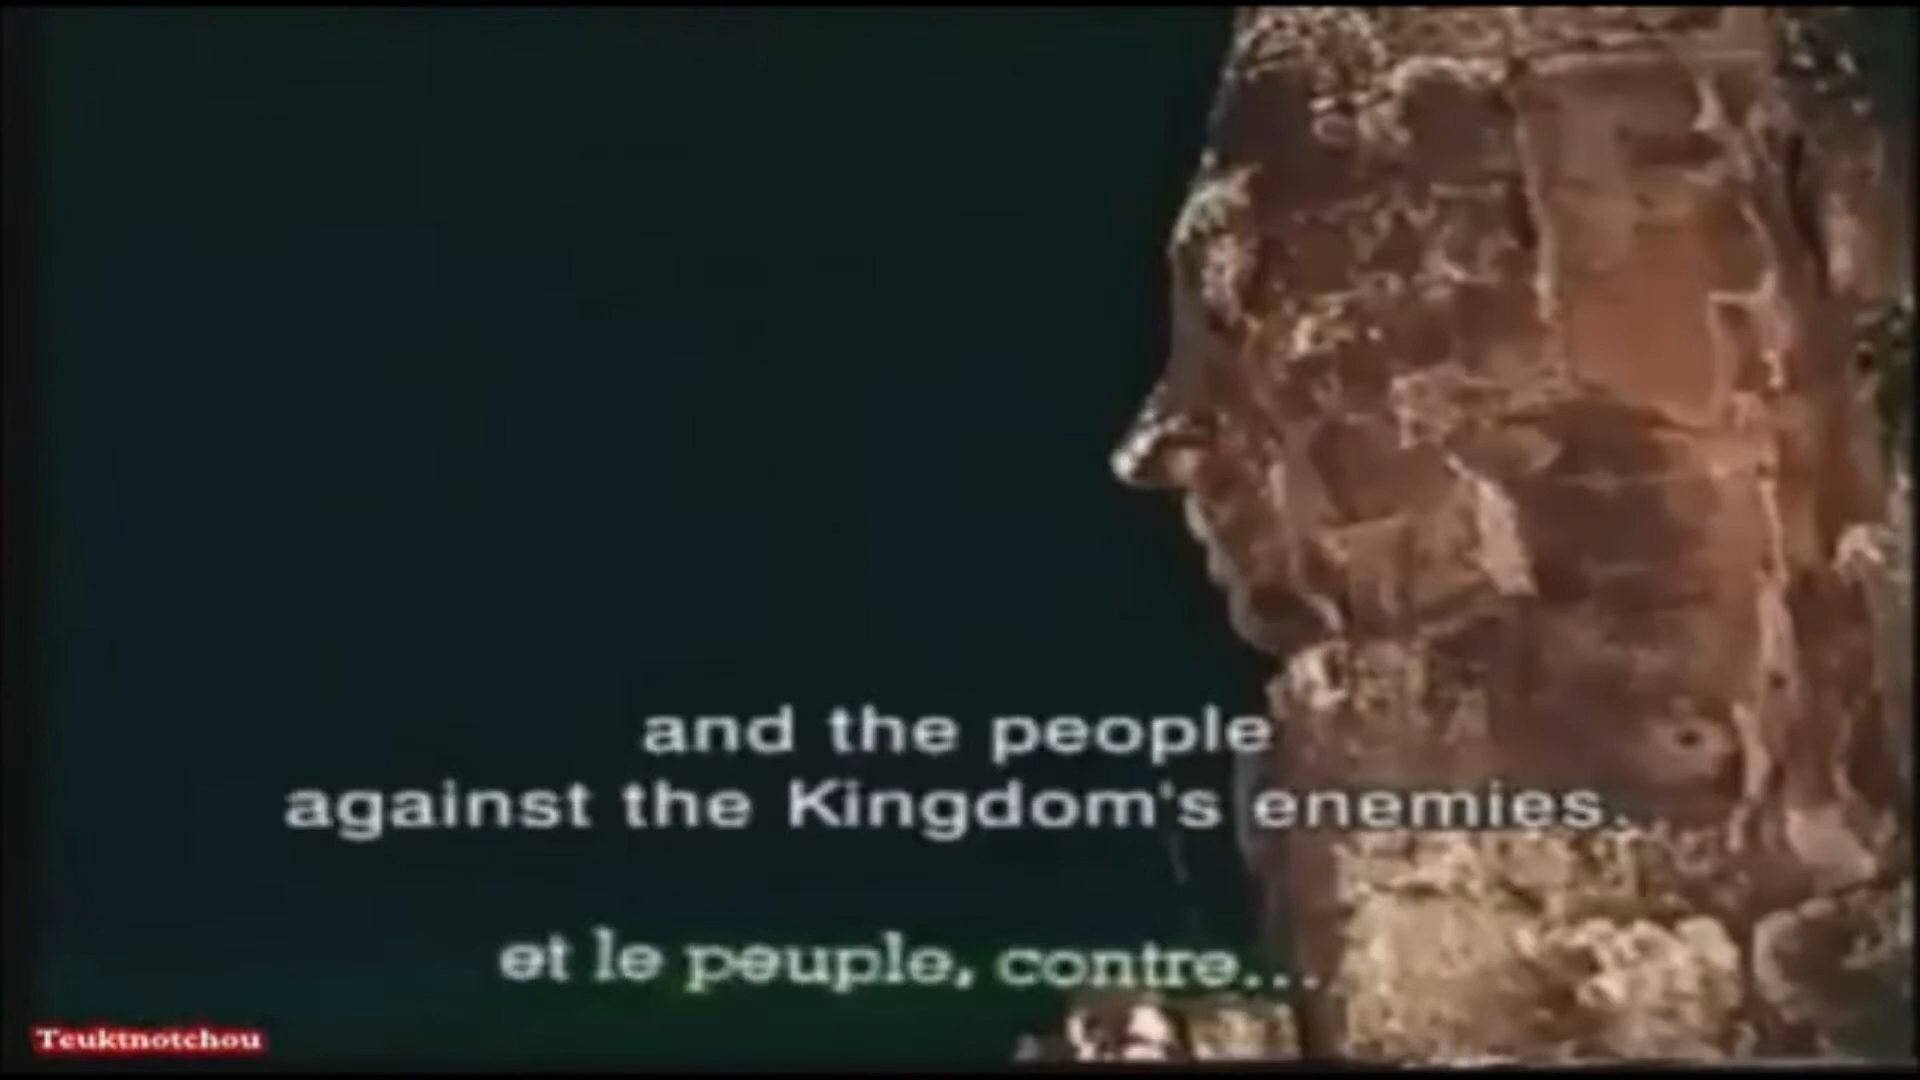 and the people
against the Kingdom's enemies.
et le peuple, contre...
Teuktnotchou